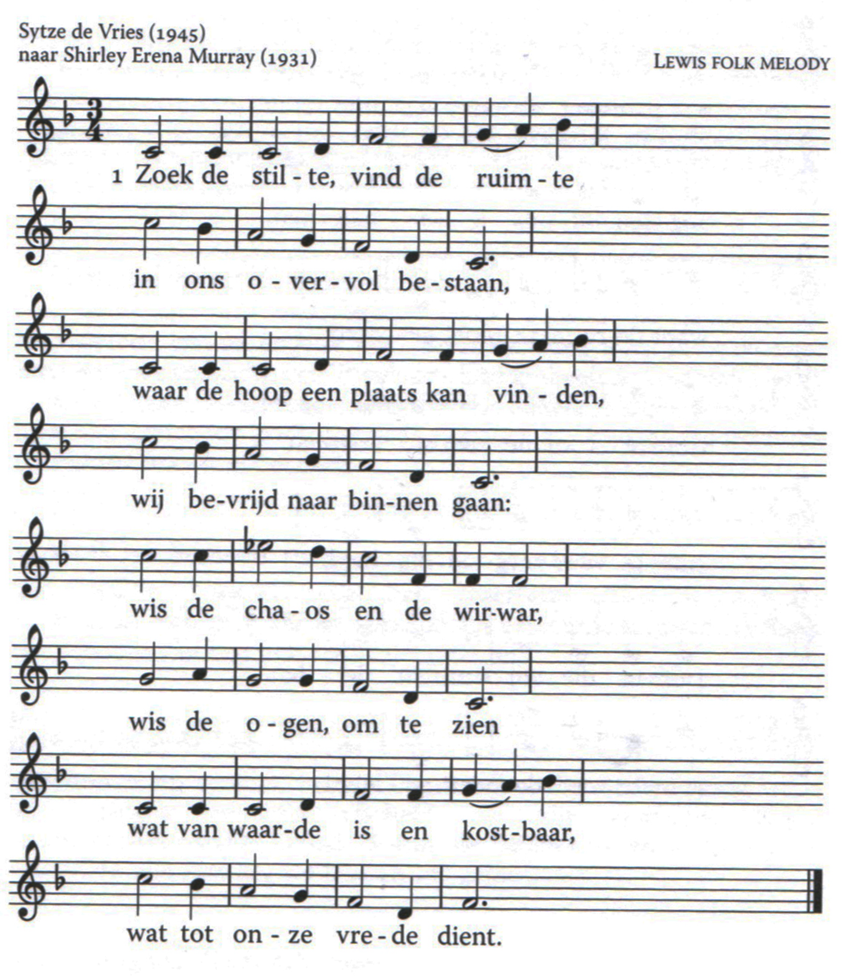 Sytze de Vries (1945)
naar Shirley Erena Murray (1931)
LEWIS FOLK MELODY
3
4
1 Zoek de stil - te, vind de ruim - te
in ons o - ver - vol be - staan,
waar de hoop een plaats kan vin - den,
wij be-vrijd naar bin-nen gaan:
wis de cha - os en de wir-war,
wis de o - gen, om te zien
wat van waar-de is en kost-baar,
wat tot on - ze vre - de dient.